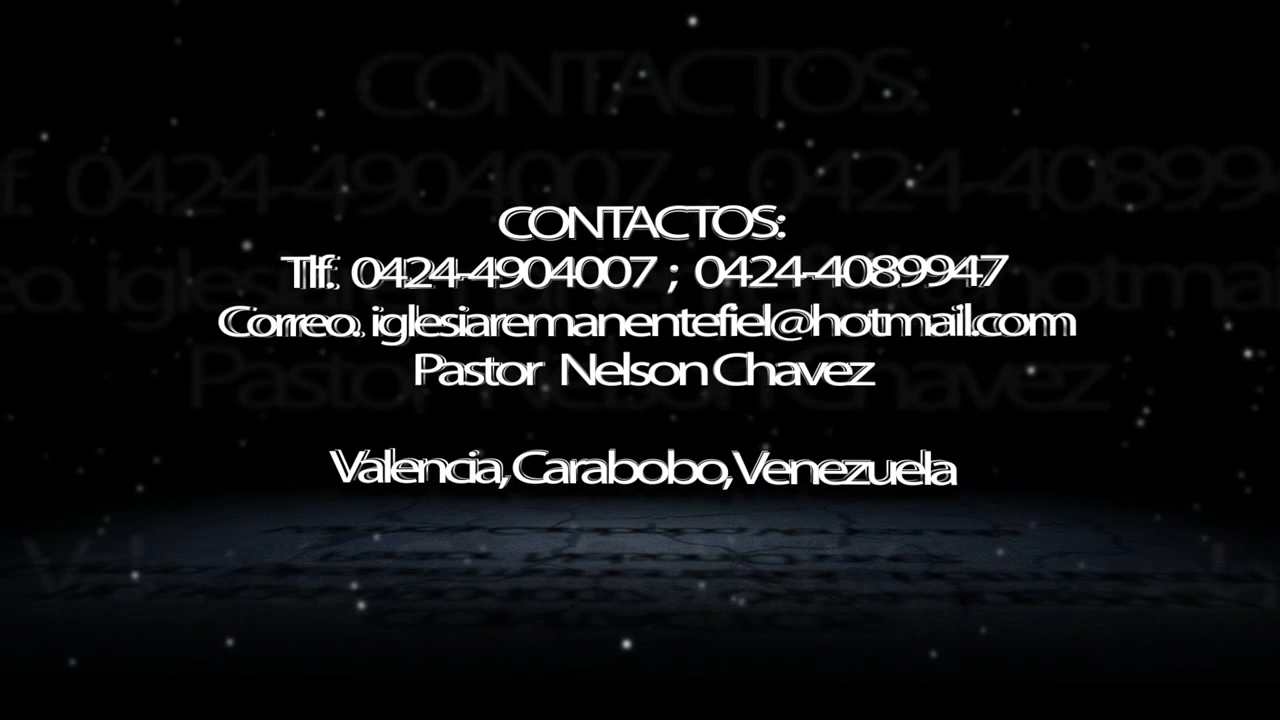 CONTACTOS:
Tlf. 0424-4904007 ; 0424-4089947
Correo. iglesiaremanentefiel@hotmail.com
Pastor Nelson Chavez
Valencia, Carabobo, Venezuela